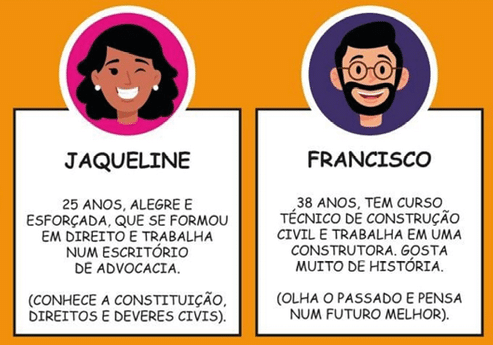 JAQUELINE
25 ANOS, ALEGRE E
ESFORÇADA, QUE SE FORMOU
EM DIREITO E TRABALHA
NUM ESCRITÓRIO
DE ADVOCACIA.
(CONHECE A CONSTITUIÇÃO,
DIREITOS E DEVERES CIVIS).
FRANCISCO
38 ANOS, TEM CURSO
TÉCNICO DE CONSTRUÇÃO
CIVIL E TRABALHA EM UMA
CONSTRUTORA. GOSTA
MUITO DE HISTÓRIA.
(OLHA O PASSADO E PENSA
NUM FUTURO MELHOR).